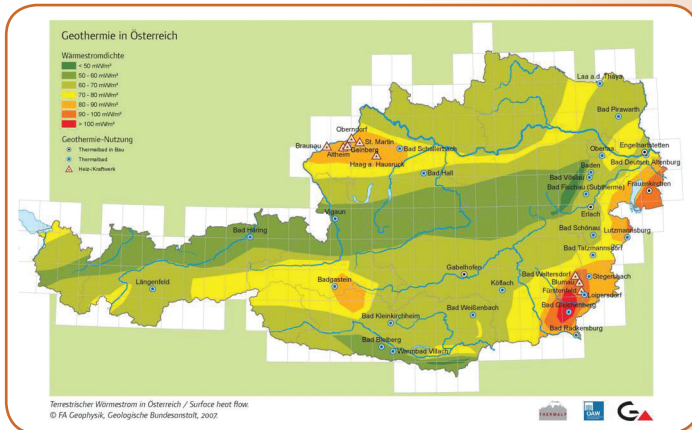 Geothermie in Österreich
Wärmestromdichte
< 50 mW/m²
50 - 60 mW/m²
60 - 70 mW/m²
70 - 80 mW/m²
80 - 90 mW/m²
90 - 100 mW/m²
> 100 mW/m²
Geothermie-Nutzung
Thermalbad in Bau
Thermalbad
Heiz-/Kraftwerk
Laa a.d. Thaya
Bad Pirawarth
Oberndorf
St. Martin
Braunau
Altheim
Geinberg
Haag a. Hausruck
Bad Schallerbach
Bad Hall
Engelhartstetten
Oberlaa
Bad Deutsch Altenburg
Baden
Bad Vöslau
Bad Fischau (Subtherme)
Frauenkirchen
Erlach
Vigaun
Bad Häring
Bad Schönau
Lutzmannsburg
Bad Tatzmannsdorf
Längenfeld
Badgastein
Gabelhofen
Köflach
Bad Waltersdorf
Stegersbach
Blumau
Fürstenfeld
Loipersdorf
Bad Gleichenberg
Bad Kleinkirchheim
Bad Weißenbach
Bad Radkersburg
Bad Bleiberg
Warmbad Villach
Terrestrischer Wärmestrom in Österreich / Surface heat flow.
© FA Geophysik, Geologische Bundesanstalt, 2007.
THERMALP
ÖAW